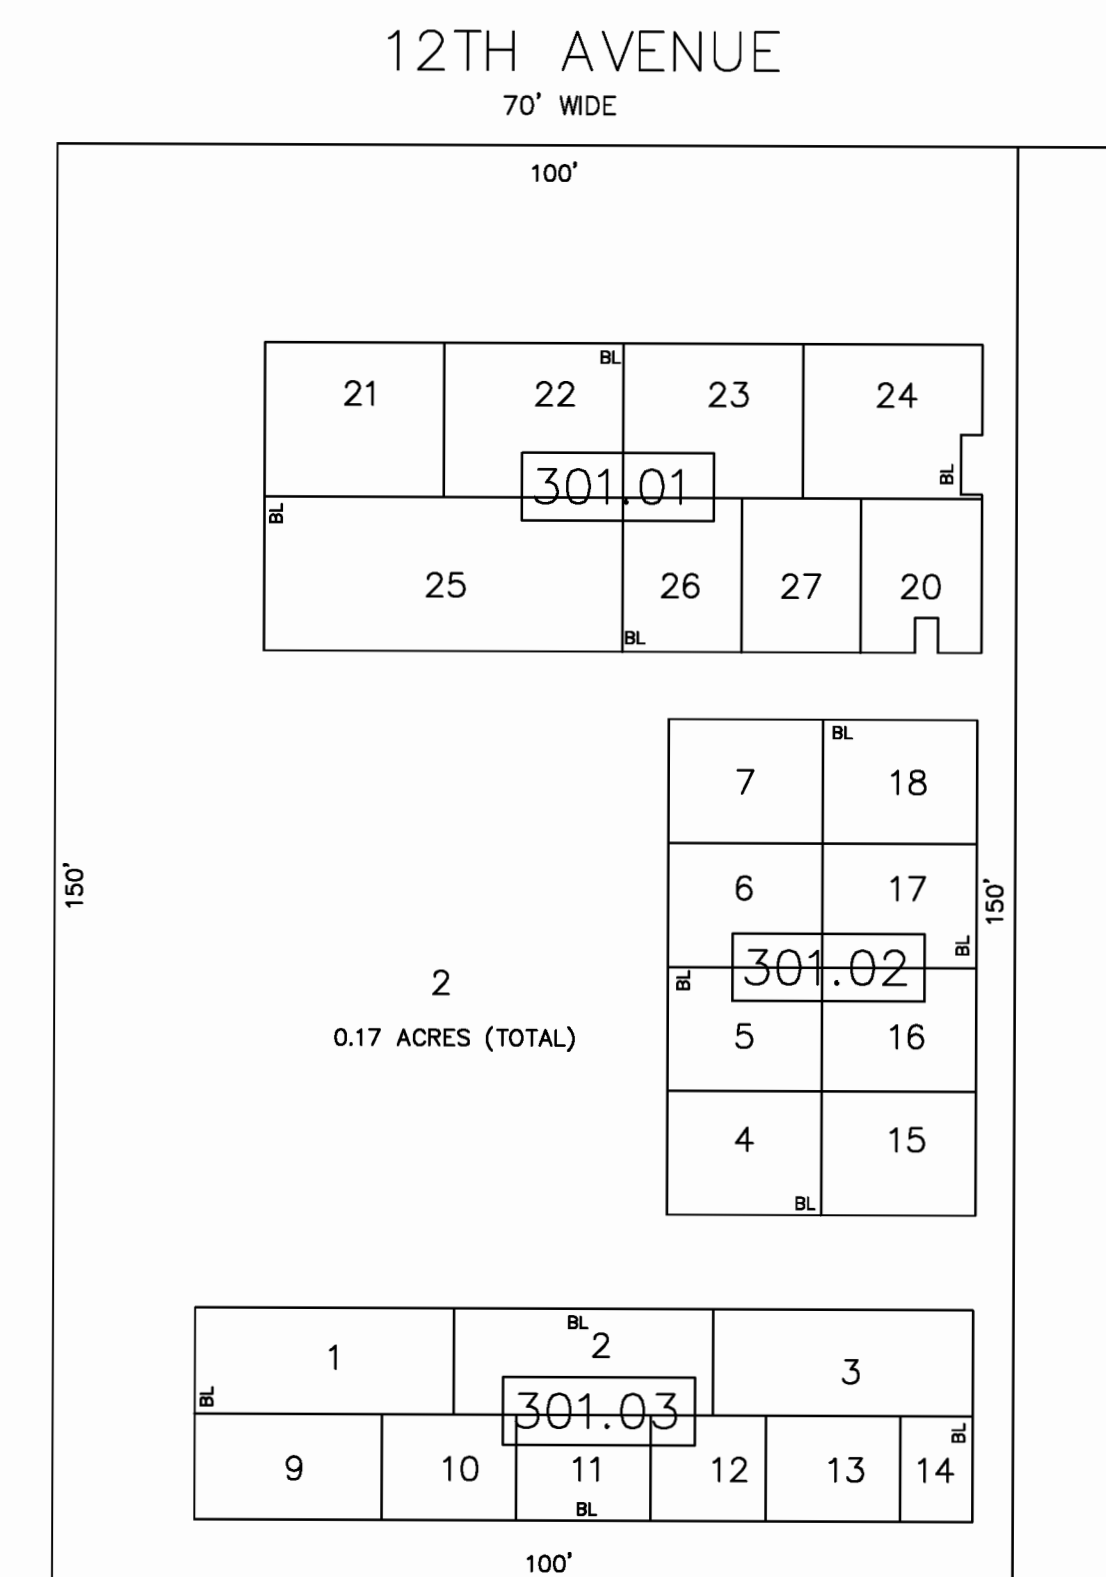 12TH AVENUE
70' WIDE
100'
BL
21
22
23
24
BL
301.01
BL
25
26
27
20
BL
BL
7
18
6
17
150'
150'
BL
301.02
BL
2
0.17 ACRES (TOTAL)
5
16
4
15
BL
BL
1
2
3
BL
301.03
BL
9
10
11
12
13
14
BL
100'